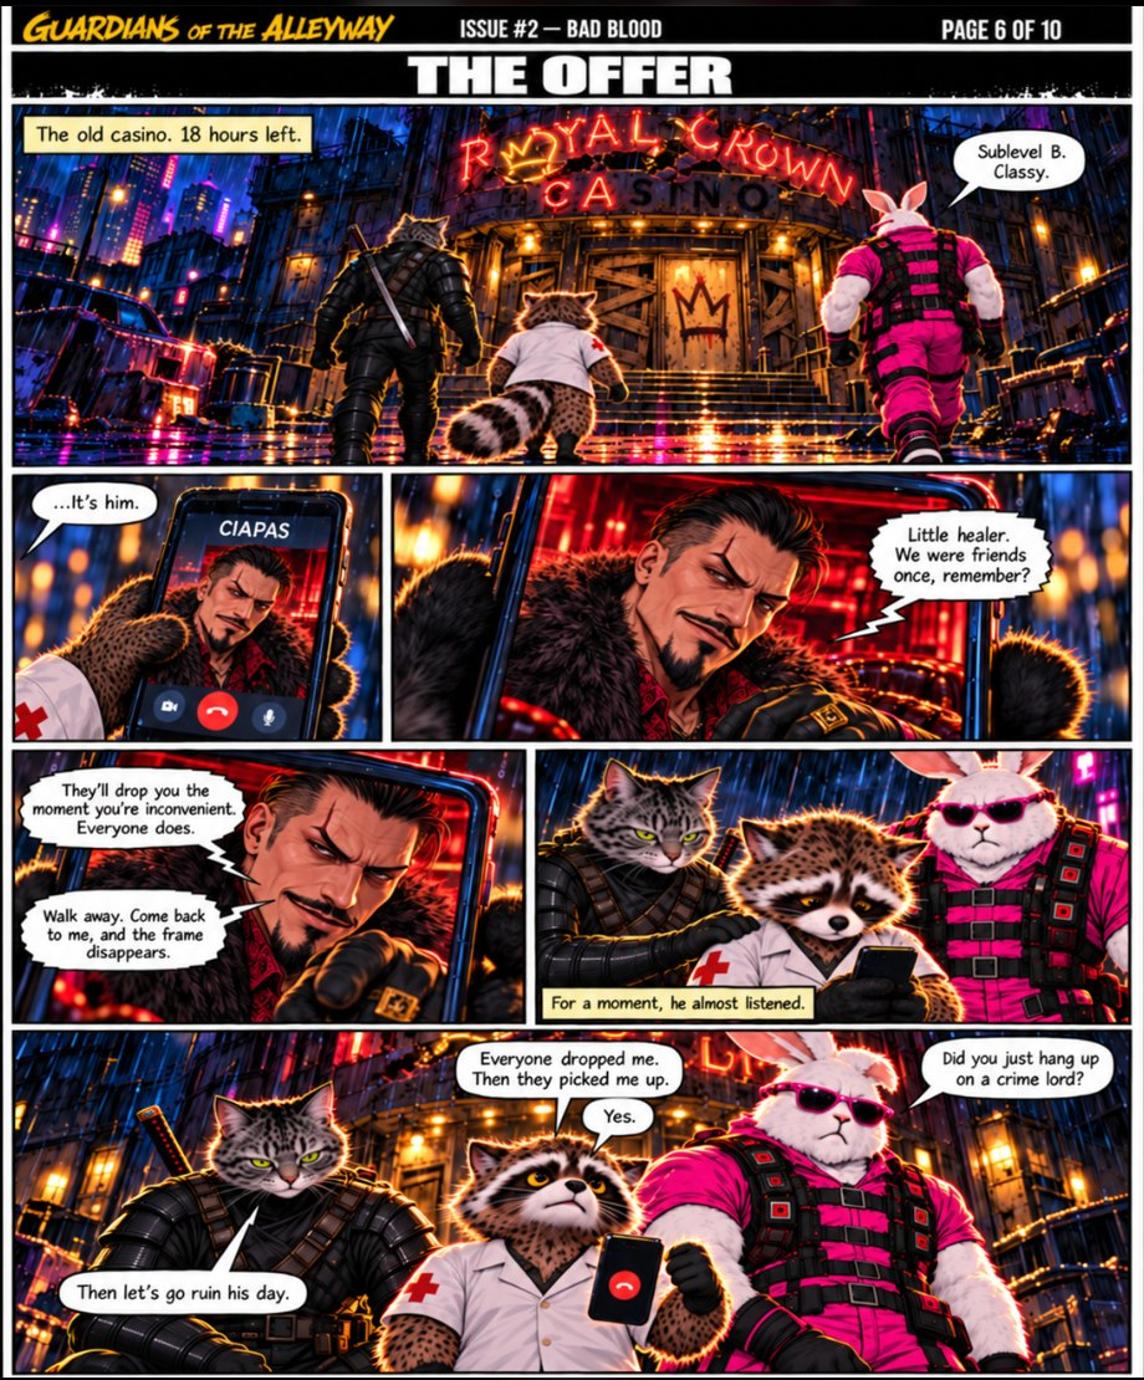 GUARDIANS OF THE ALLEYWAY
ISSUE #2 — BAD BLOOD
PAGE 6 OF 10
THE OFFER
The old casino. 18 hours left.
ROYAL CROWN
CASINO
Sublevel B.
Classy.
...It's him.
CIAPAS
Little healer.
We were friends
once, remember?
They'll drop you the
moment you're inconvenient.
Everyone does.
Walk away. Come back
to me, and the frame
disappears.
For a moment, he almost listened.
Everyone dropped me.
Then they picked me up.
Did you just hang up
on a crime lord?
Yes.
Then let's go ruin his day.